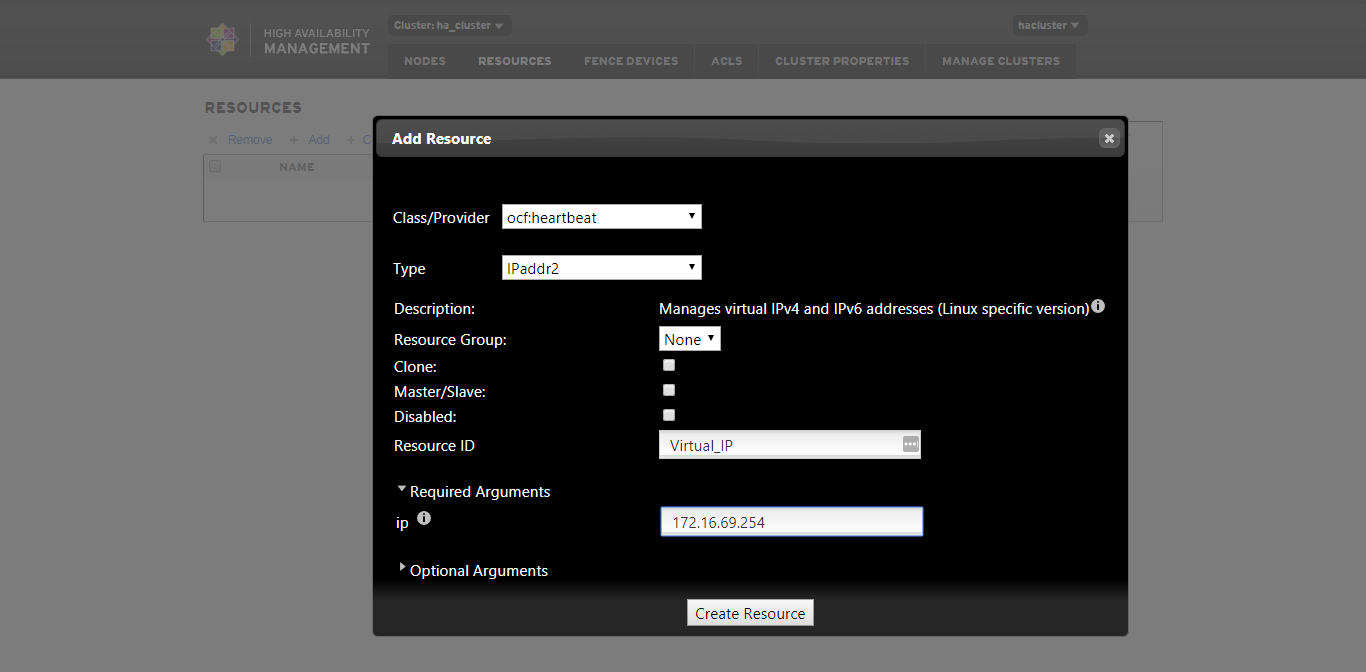 HIGH AVAILABILITY
MANAGEMENT
Cluster: ha_cluster
hacluster
NODES RESOURCES FENCE DEVICES ACLS CLUSTER PROPERTIES MANAGE CLUSTERS
RESOURCES
Remove Add C
NAME
Add Resource
Class/Provider ocf:heartbeat
Type IPaddr2
Description: Manages virtual IPv4 and IPv6 addresses (Linux specific version)
Resource Group: None
Clone:
Master/Slave:
Disabled:
Resource ID Virtual_IP
Required Arguments
ip 172.16.69.254
Optional Arguments
Create Resource